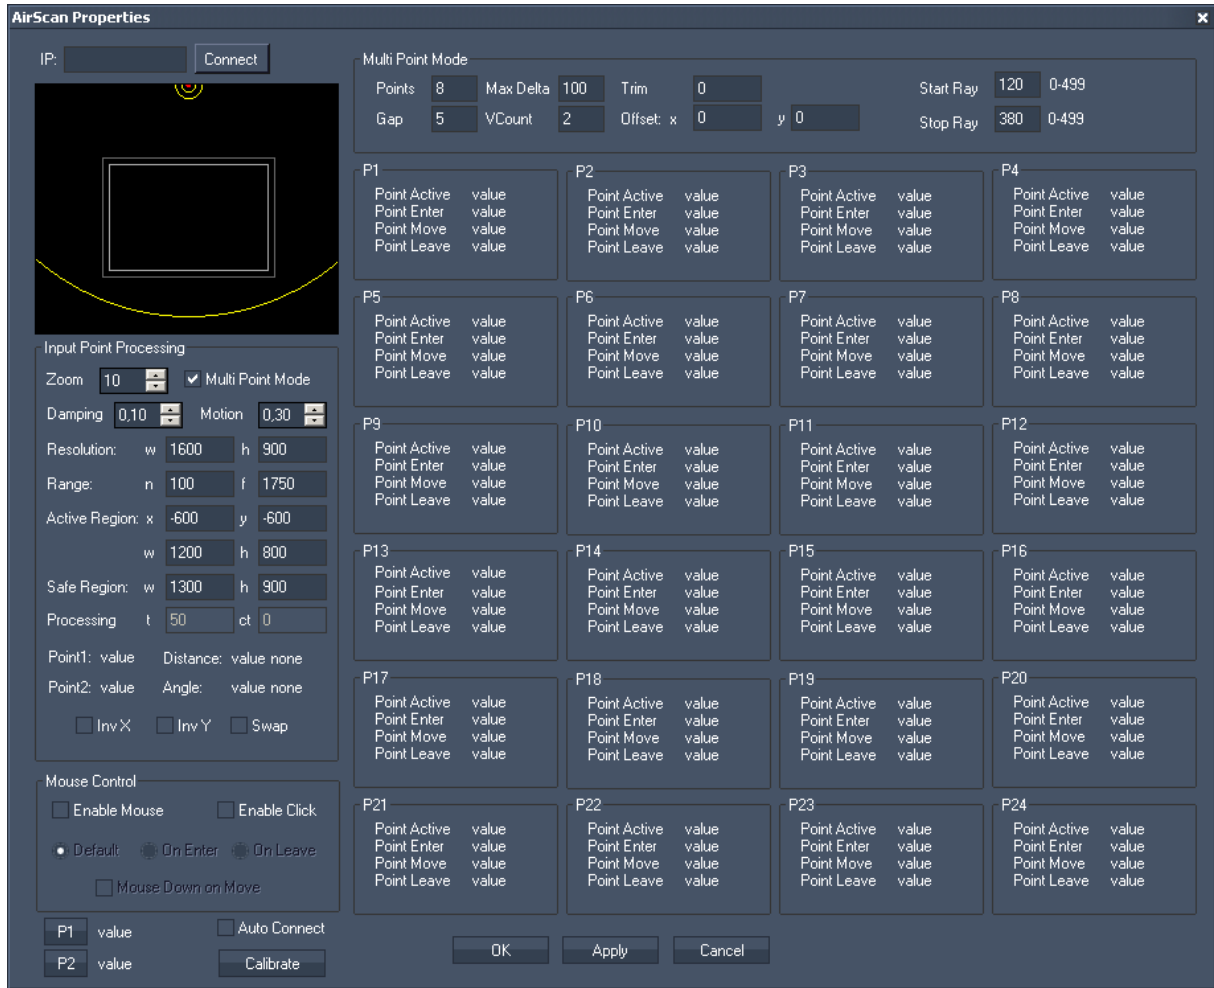 AirScan Properties
IP: Connect
Multi Point Mode
Points 8 Max Delta 100 Trim 0 Start Ray 120 0-499
Gap 5 VCount 2 Offset: x 0 y 0 Stop Ray 380 0-499
P1 P2 P3 P4
Point Active value Point Active value Point Active value Point Active value
Point Enter value Point Enter value Point Enter value Point Enter value
Point Move value Point Move value Point Move value Point Move value
Point Leave value Point Leave value Point Leave value Point Leave value
P5 P6 P7 P8
Point Active value Point Active value Point Active value Point Active value
Point Enter value Point Enter value Point Enter value Point Enter value
Point Move value Point Move value Point Move value Point Move value
Point Leave value Point Leave value Point Leave value Point Leave value
P9 P10 P11 P12
Point Active value Point Active value Point Active value Point Active value
Point Enter value Point Enter value Point Enter value Point Enter value
Point Move value Point Move value Point Move value Point Move value
Point Leave value Point Leave value Point Leave value Point Leave value
P13 P14 P15 P16
Point Active value Point Active value Point Active value Point Active value
Point Enter value Point Enter value Point Enter value Point Enter value
Point Move value Point Move value Point Move value Point Move value
Point Leave value Point Leave value Point Leave value Point Leave value
P17 P18 P19 P20
Point Active value Point Active value Point Active value Point Active value
Point Enter value Point Enter value Point Enter value Point Enter value
Point Move value Point Move value Point Move value Point Move value
Point Leave value Point Leave value Point Leave value Point Leave value
P21 P22 P23 P24
Point Active value Point Active value Point Active value Point Active value
Point Enter value Point Enter value Point Enter value Point Enter value
Point Move value Point Move value Point Move value Point Move value
Point Leave value Point Leave value Point Leave value Point Leave value
Input Point Processing
Zoom 10 Multi Point Mode
Damping 0,10 Motion 0,30
Resolution: w 1600 h 900
Range: n 100 f 1750
Active Region: x -600 y -600
w 1200 h 800
Safe Region: w 1300 h 900
Processing t 50 ct 0
Point1: value Distance: value none
Point2: value Angle: value none
Inv X Inv Y Swap
Mouse Control
Enable Mouse Enable Click
Default On Enter On Leave
Mouse Down on Move
P1 value Auto Connect
P2 value Calibrate
OK Apply Cancel